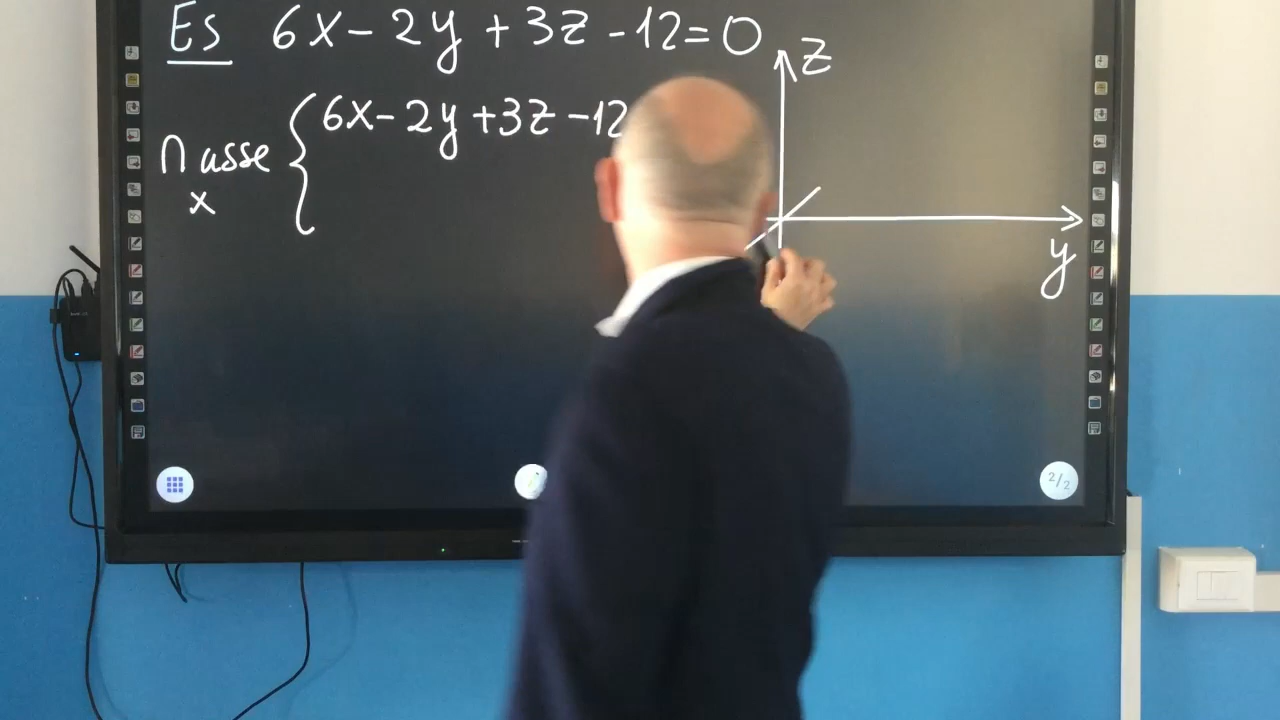 Es 6x - 2y + 3z - 12 = 0
z
∩ asse { 6x - 2y + 3z - 12
x
y
2/2